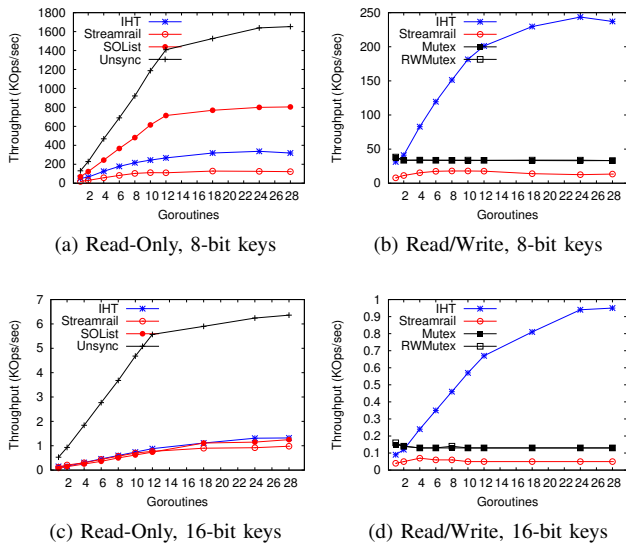 1800
1600
1400
1200
1000
800
600
400
200
0
Throughput (KOps/sec)
IHT
Streamrail
SOList
Unsync
2 4 6 8 10 12 14 16 18 20 22 24 26 28
Goroutines
(a) Read-Only, 8-bit keys
250
200
150
100
50
0
Throughput (KOps/sec)
IHT
Streamrail
Mutex
RWMutex
2 4 6 8 10 12 14 16 18 20 22 24 26 28
Goroutines
(b) Read/Write, 8-bit keys
7
6
5
4
3
2
1
0
Throughput (KOps/sec)
IHT
Streamrail
SOList
Unsync
2 4 6 8 10 12 14 16 18 20 22 24 26 28
Goroutines
(c) Read-Only, 16-bit keys
1
0.9
0.8
0.7
0.6
0.5
0.4
0.3
0.2
0.1
0
Throughput (KOps/sec)
IHT
Streamrail
Mutex
RWMutex
2 4 6 8 10 12 14 16 18 20 22 24 26 28
Goroutines
(d) Read/Write, 16-bit keys